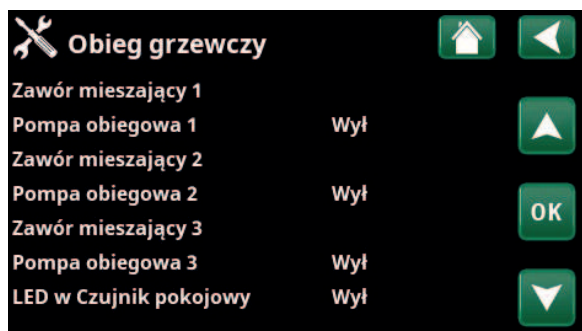 Obieg grzewczy
Zawór mieszający 1
Pompa obiegowa 1 Wył
Zawór mieszający 2
Pompa obiegowa 2 Wył
OK
Zawór mieszający 3
Pompa obiegowa 3 Wył
LED w Czujnik pokojowy Wył